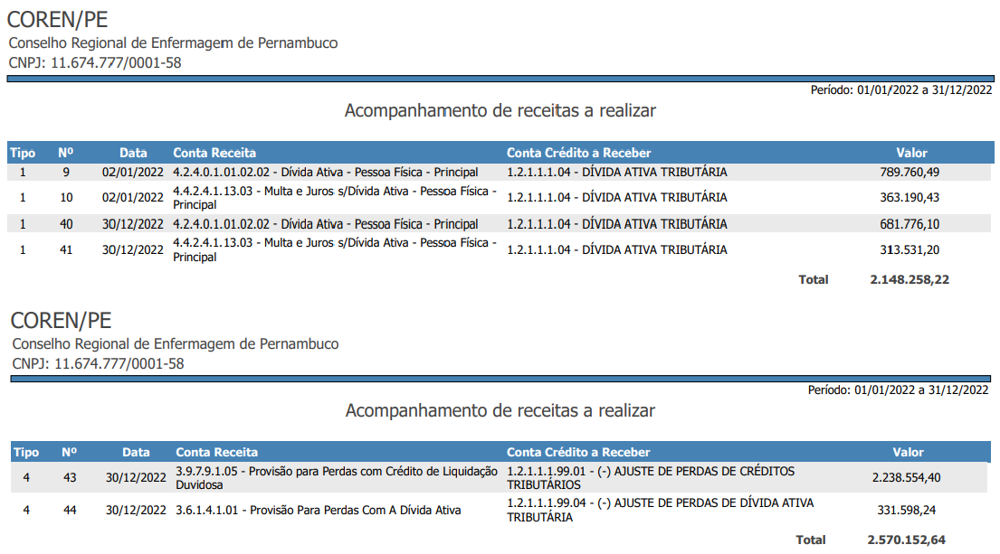 COREN/PE
Conselho Regional de Enfermagem de Pernambuco
CNPJ: 11.674.777/0001-58
Período: 01/01/2022 a 31/12/2022
Acompanhamento de receitas a realizar
Tipo Nº Data Conta Receita Conta Crédito a Receber Valor
1 9 02/01/2022 4.2.4.0.1.01.02.02 - Dívida Ativa - Pessoa Física - Principal 1.2.1.1.1.04 - DÍVIDA ATIVA TRIBUTÁRIA 789.760,49
1 10 02/01/2022 4.4.2.4.1.13.03 - Multa e Juros s/Dívida Ativa - Pessoa Física - 1.2.1.1.1.04 - DÍVIDA ATIVA TRIBUTÁRIA 363.190,43
Principal
1 40 30/12/2022 4.2.4.0.1.01.02.02 - Dívida Ativa - Pessoa Física - Principal 1.2.1.1.1.04 - DÍVIDA ATIVA TRIBUTÁRIA 681.776,10
1 41 30/12/2022 4.4.2.4.1.13.03 - Multa e Juros s/Dívida Ativa - Pessoa Física - 1.2.1.1.1.04 - DÍVIDA ATIVA TRIBUTÁRIA 313.531,20
Principal
Total 2.148.258,22
COREN/PE
Conselho Regional de Enfermagem de Pernambuco
CNPJ: 11.674.777/0001-58
Período: 01/01/2022 a 31/12/2022
Acompanhamento de receitas a realizar
Tipo Nº Data Conta Receita Conta Crédito a Receber Valor
4 43 30/12/2022 3.9.7.9.1.05 - Provisão para Perdas com Crédito de Liquidação 1.2.1.1.1.99.01 - (-) AJUSTE DE PERDAS DE CRÉDITOS 2.238.554,40
Duvidosa TRIBUTÁRIOS
4 44 30/12/2022 3.6.1.4.1.01 - Provisão Para Perdas Com A Dívida Ativa 1.2.1.1.1.99.04 - (-) AJUSTE DE PERDAS DE DÍVIDA ATIVA 331.598,24
TRIBUTÁRIA
Total 2.570.152,64